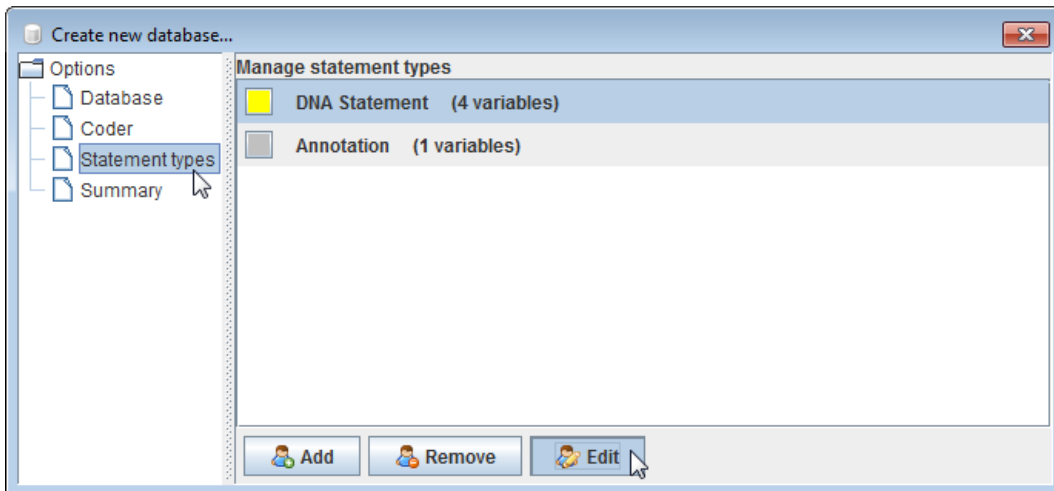 Create new database...
Options
Database
Coder
Statement types
Summary
Manage statement types
DNA Statement (4 variables)
Annotation (1 variables)
Add Remove Edit